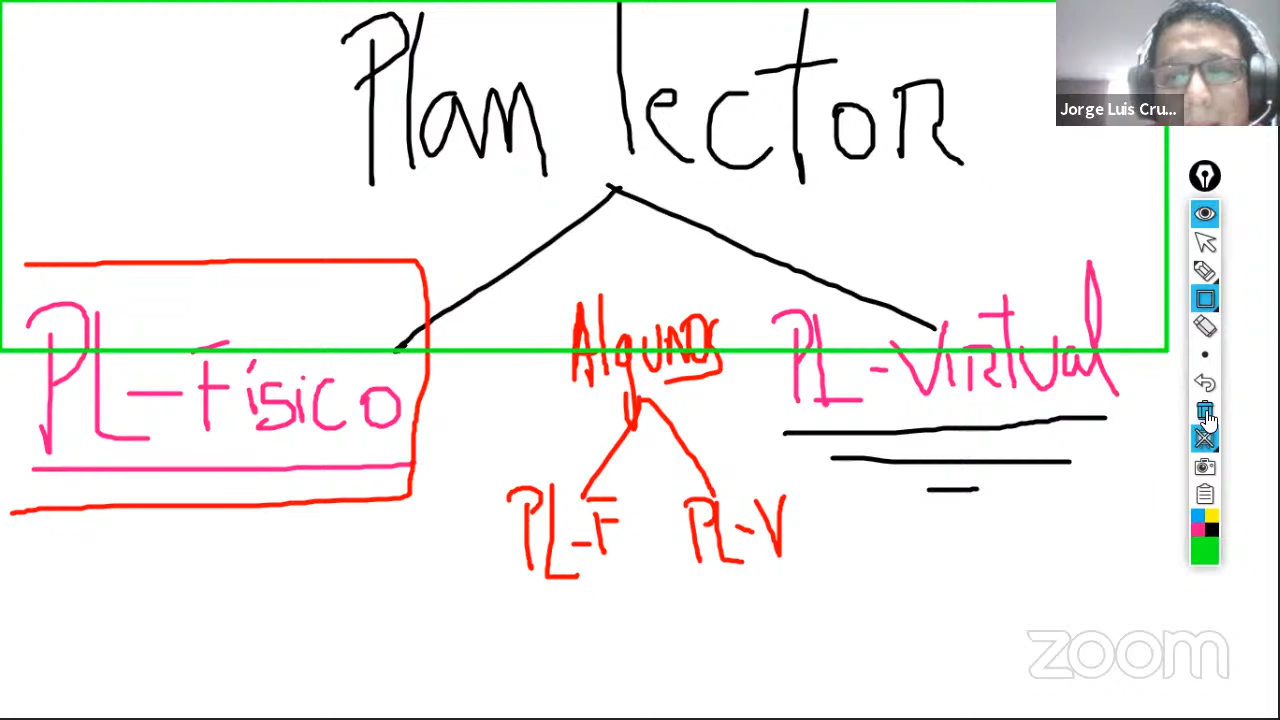 Plan lector
Jorge Luis Cru...
PL-Físico
Algunos
PL-Virtual
PL-F
PL-V
zoom